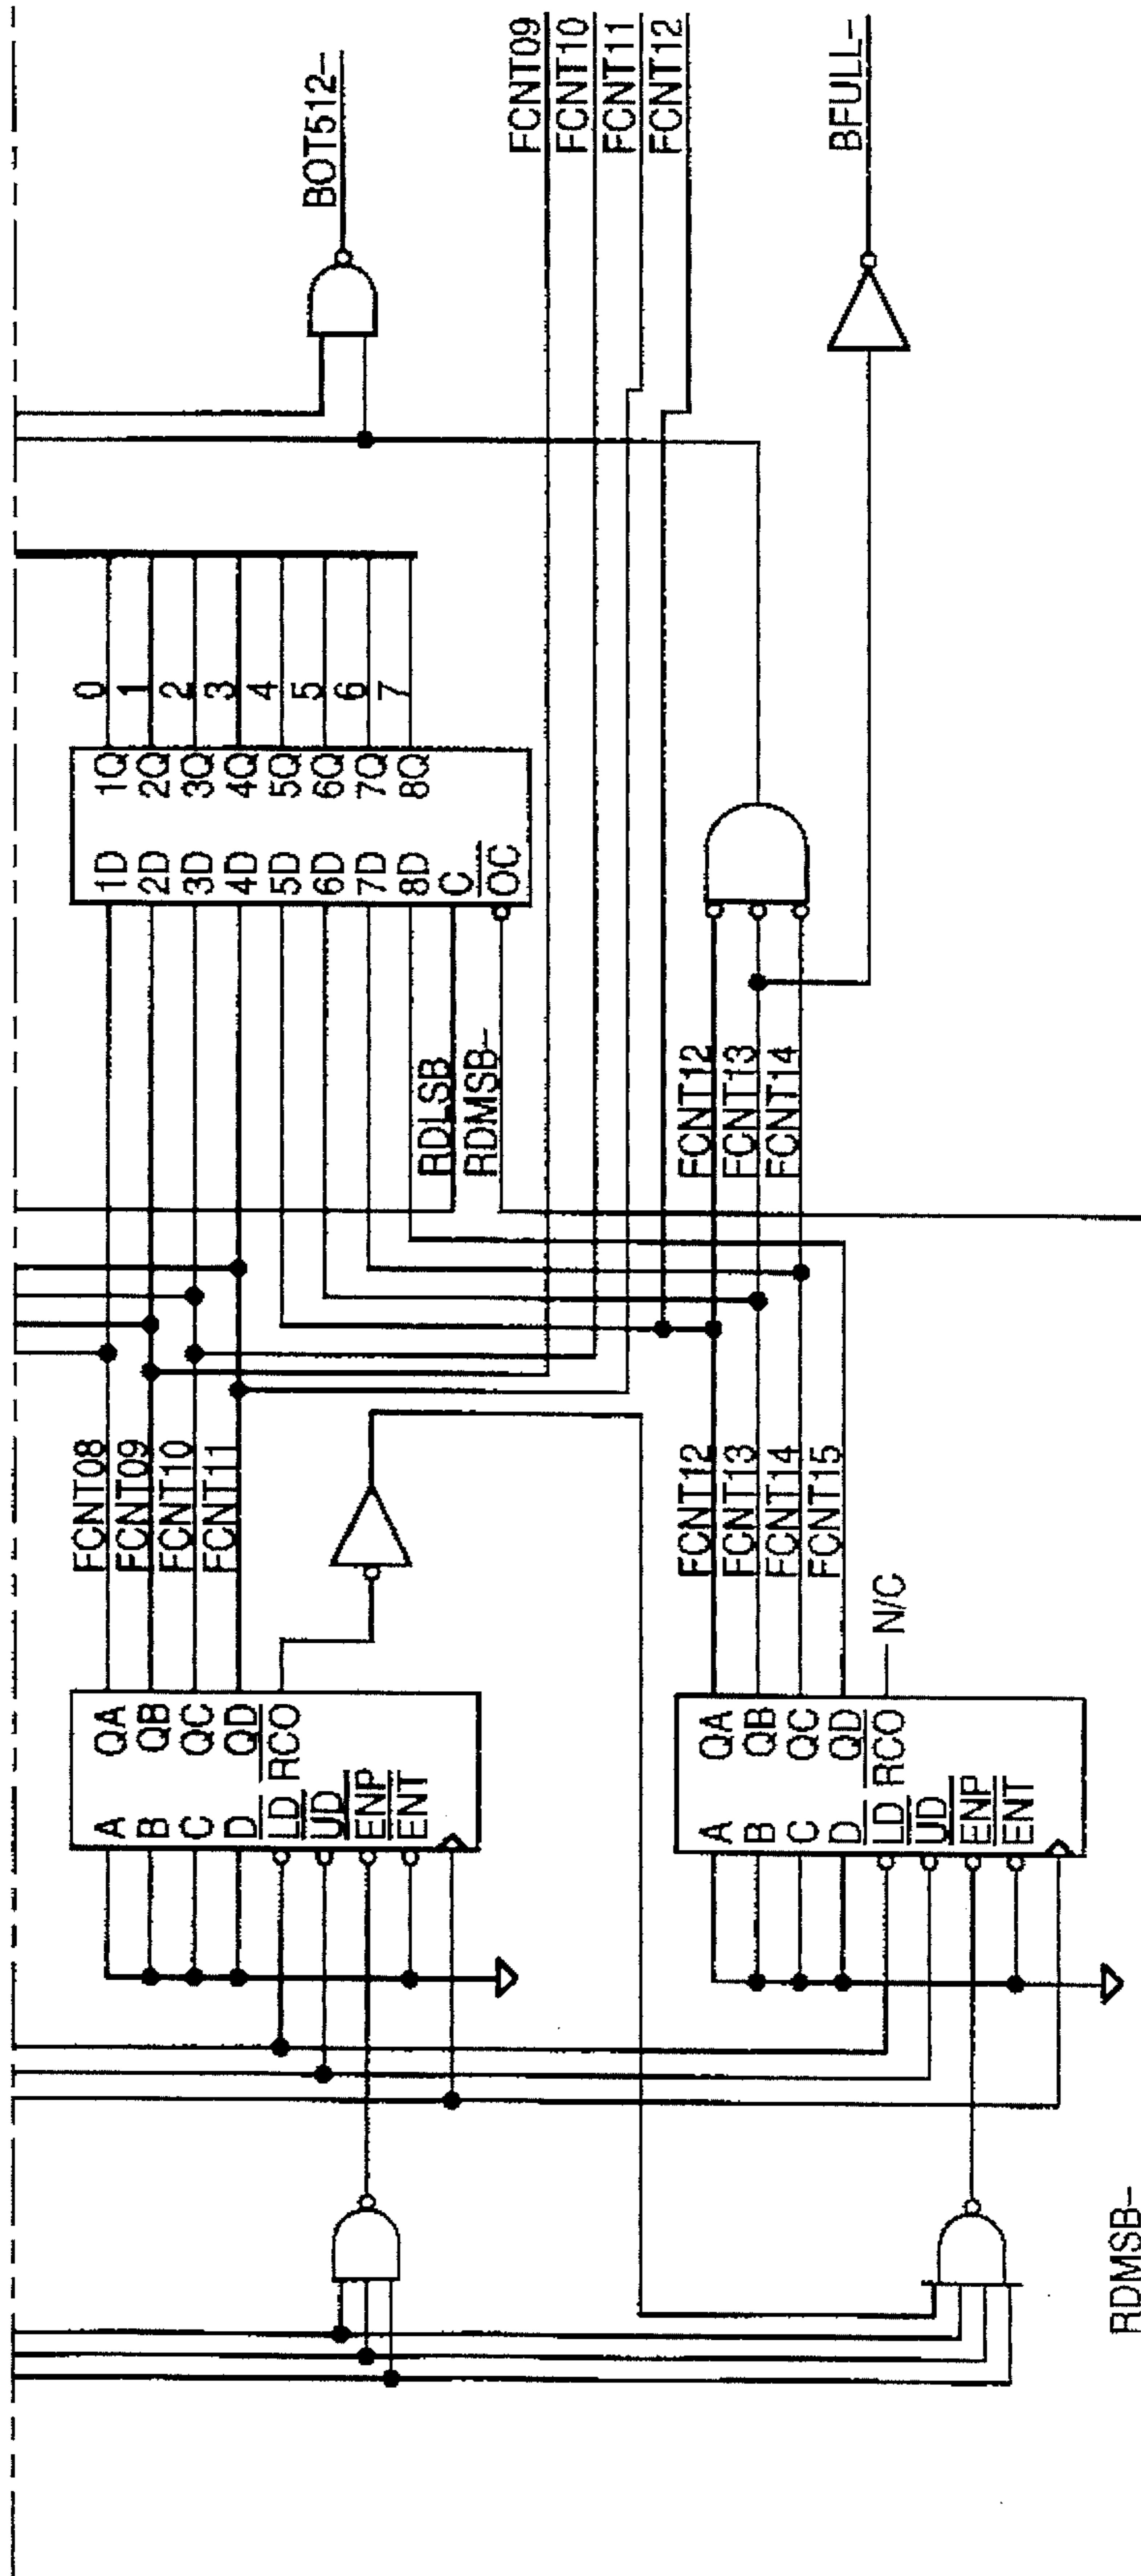 BOT512-
FCNT09
FCNT10
FCNT11
FCNT12
BFULL-
0
1
2
3
4
5
6
7
1D 1Q
2D 2Q
3D 3Q
4D 4Q
5D 5Q
6D 6Q
7D 7Q
8D 8Q
C
OC
RDLSB
RDMSB-
FCNT12
FCNT13
FCNT14
FCNT08
FCNT09
FCNT10
FCNT11
A QA
B QB
C QC
D QD
LD RCO
UD
ENP
ENT
FCNT12
FCNT13
FCNT14
FCNT15
N/C
A QA
B QB
C QC
D QD
LD RCO
UD
ENP
ENT
RDMSB-